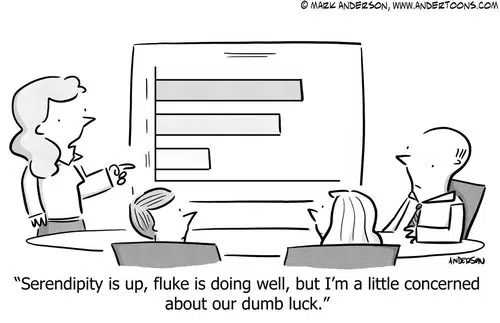 © MARK ANDERSON, WWW.ANDERTOONS.COM
ANDERSON
“Serendipity is up, fluke is doing well, but I’m a little concerned
about our dumb luck.”